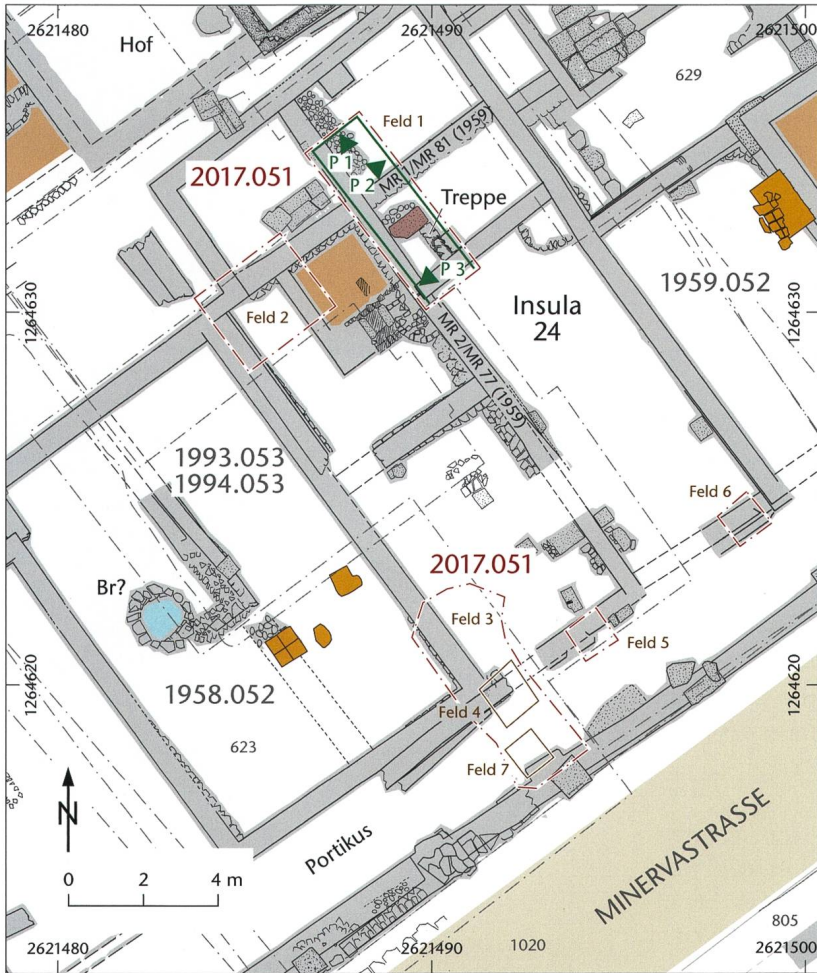 2621480
2621490
2621500
Hof
629
Feld 1
P 1
P 2
MR 1/MR 81 (1959)
2017.051
Treppe
P 3
1959.052
Insula
24
1264630
1264630
Feld 2
MR 2/MR 77 (1959)
1993.053
1994.053
Feld 6
Br?
2017.051
Feld 3
Feld 5
1264620
1264620
1958.052
Feld 4
623
Feld 7
N
Portikus
MINERVASTRASSE
0 2 4 m
805
2621480
2621490
1020
2621500